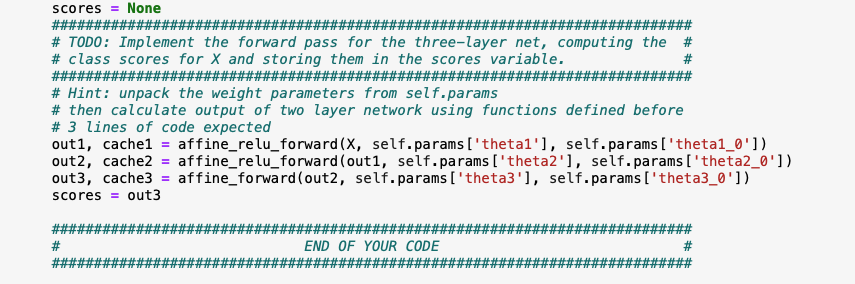 scores = None
############################################################################
# TODO: Implement the forward pass for the three-layer net, computing the  #
# class scores for X and storing them in the scores variable.              #
############################################################################
# Hint: unpack the weight parameters from self.params
# then calculate output of two layer network using functions defined before
# 3 lines of code expected
out1, cache1 = affine_relu_forward(X, self.params['theta1'], self.params['theta1_0'])
out2, cache2 = affine_relu_forward(out1, self.params['theta2'], self.params['theta2_0'])
out3, cache3 = affine_forward(out2, self.params['theta3'], self.params['theta3_0'])
scores = out3
############################################################################
#                             END OF YOUR CODE                             #
############################################################################